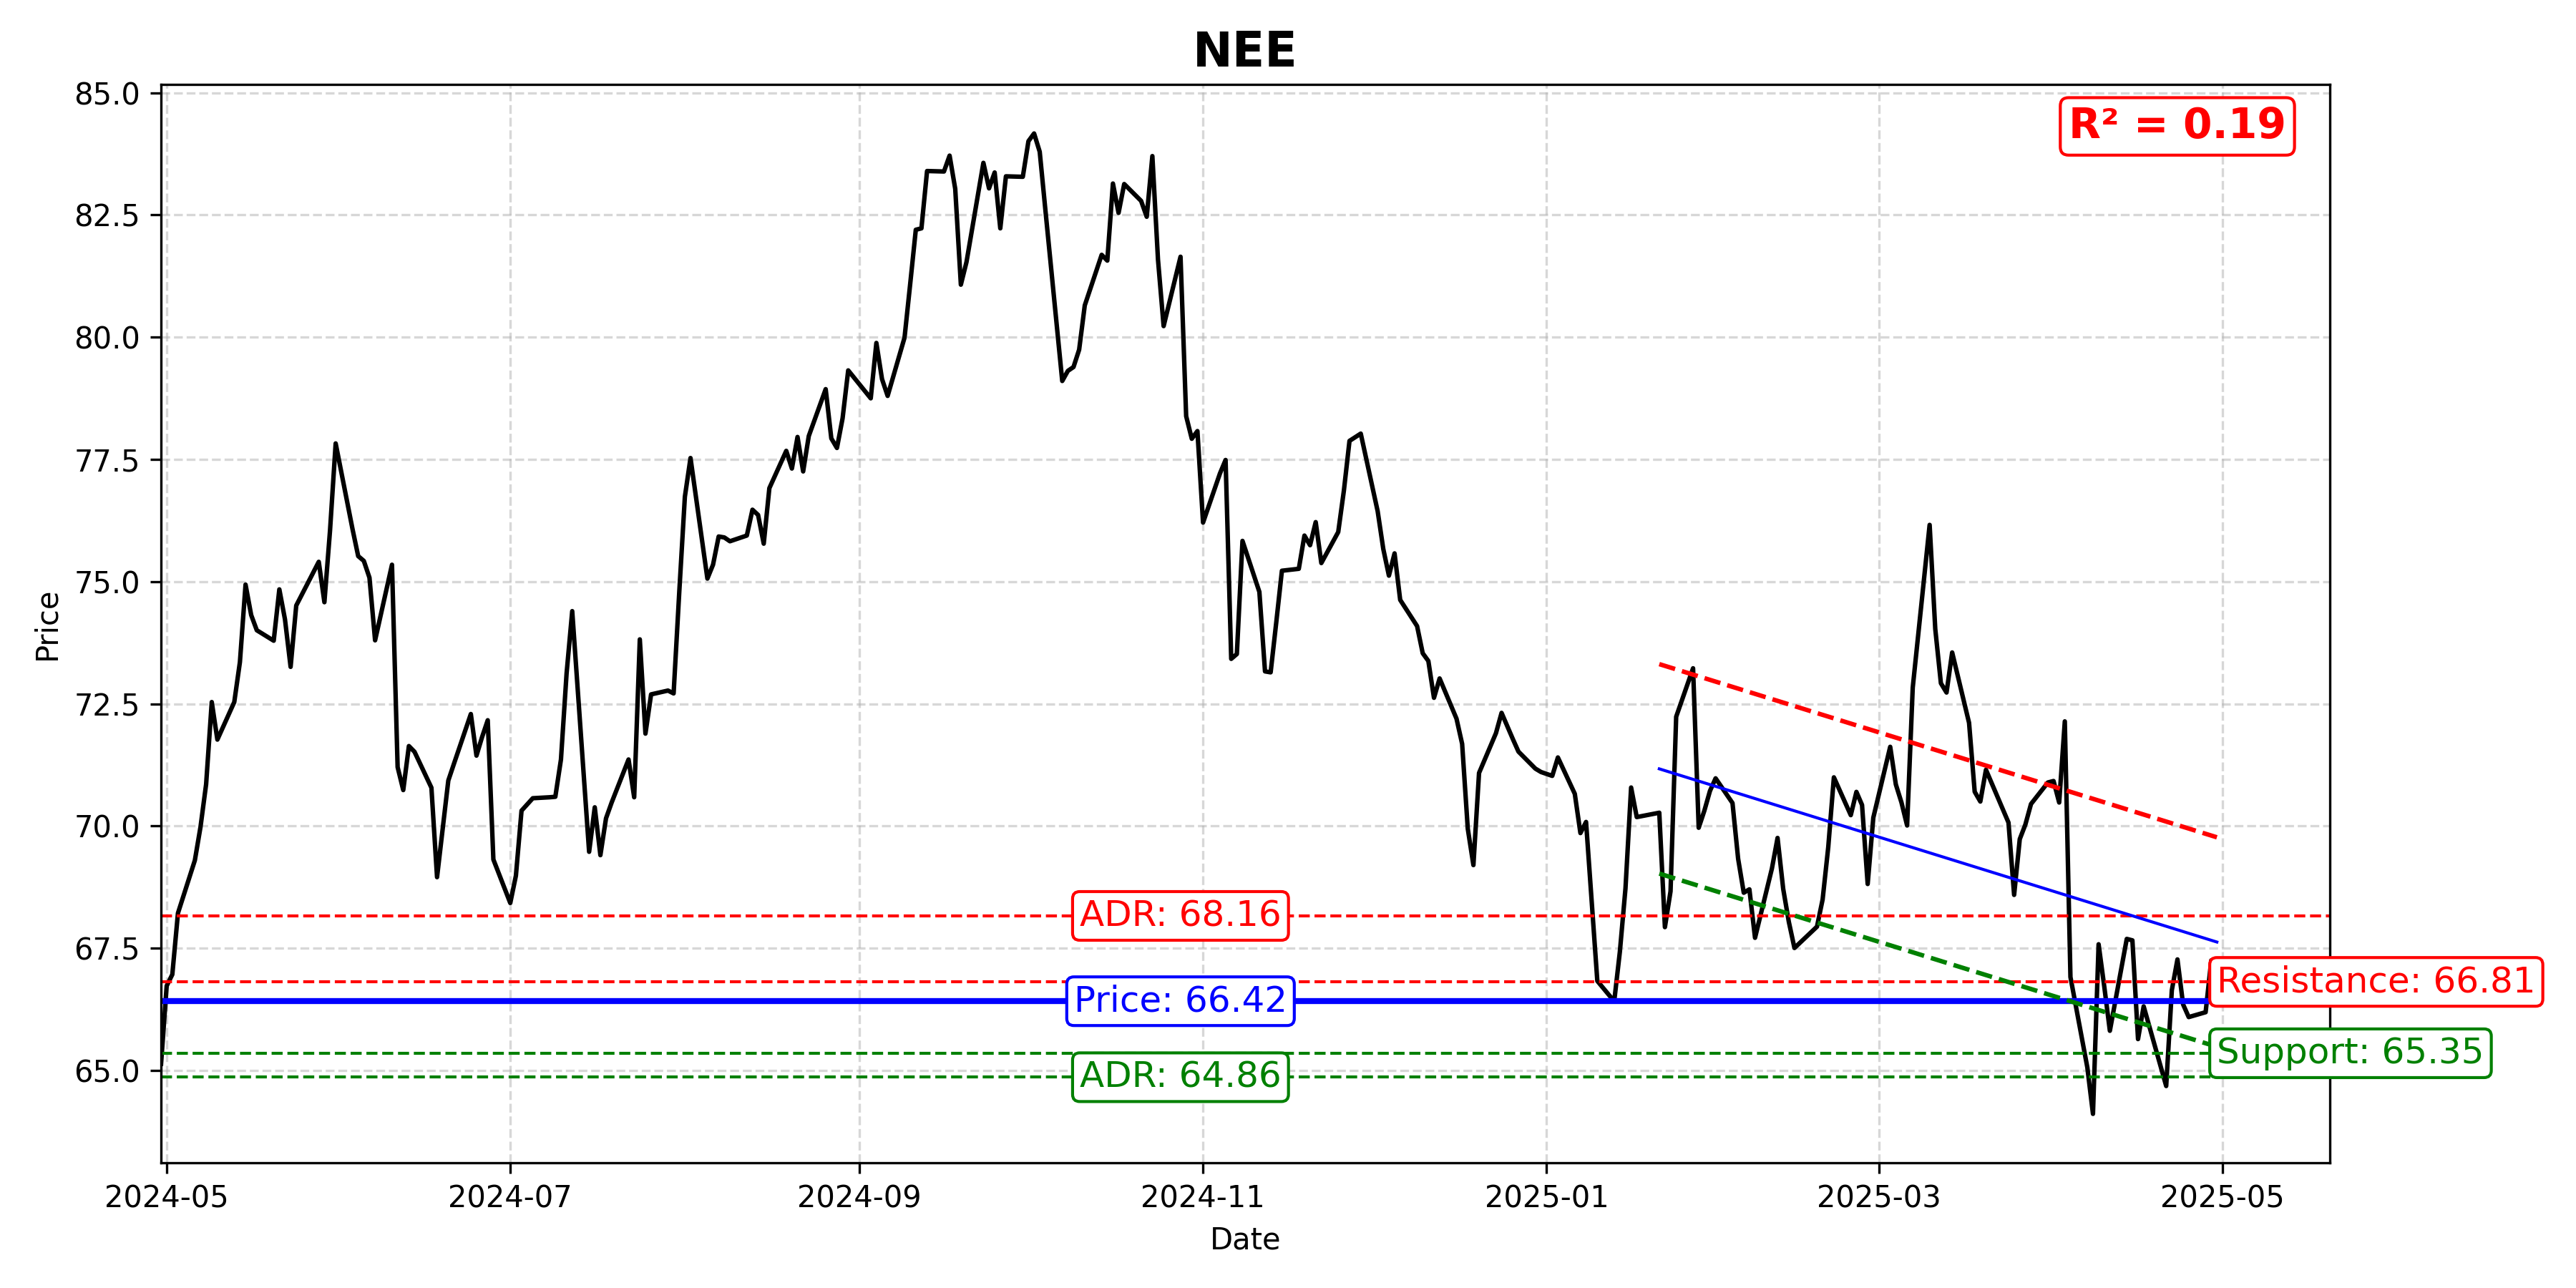 NEE
R² = 0.19
85.0
82.5
80.0
77.5
75.0
72.5
70.0
67.5
65.0
Price
ADR: 68.16
Resistance: 66.81
Price: 66.42
Support: 65.35
ADR: 64.86
2024-05
2024-07
2024-09
2024-11
2025-01
2025-03
2025-05
Date